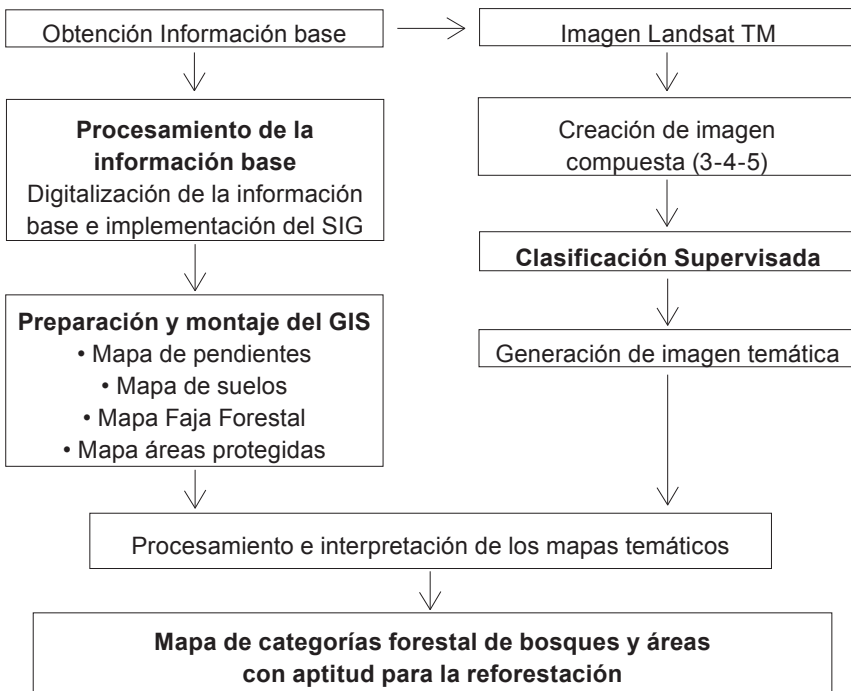 Obtención Información base
Imagen Landsat TM
Procesamiento de la
información base
Digitalización de la información
base e implementación del SIG
Creación de imagen
compuesta (3-4-5)
Clasificación Supervisada
Preparación y montaje del GIS
• Mapa de pendientes
• Mapa de suelos
• Mapa Faja Forestal
• Mapa áreas protegidas
Generación de imagen temática
Procesamiento e interpretación de los mapas temáticos
Mapa de categorías forestal de bosques y áreas
con aptitud para la reforestación